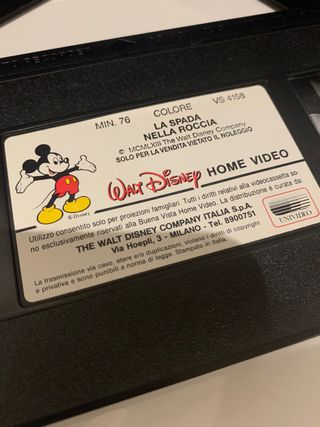 MIN. 76 COLORE VS 4158
LA SPADA
NELLA ROCCIA
© MCMLXIII The Walt Disney Company
SOLO PER LA VENDITA VIETATO IL NOLEGGIO
© Disney
Walt Disney HOME VIDEO
Utilizzo consentito solo per proiezioni famigliari. Tutti i diritti relativi alla videocassetta so-
no esclusivamente riservati alla Buena Vista Home Video. La distribuzione è curata da:
THE WALT DISNEY COMPANY ITALIA S.p.A.
Via Hoepli, 3 - MILANO - Tel. 8900751
UNIVIDEO
La trasmissione via cavo, etere e/o duplicazioni, violano i diritti di copyright
e privativa e sono punibili a norma di legge. Stampato in Italia.